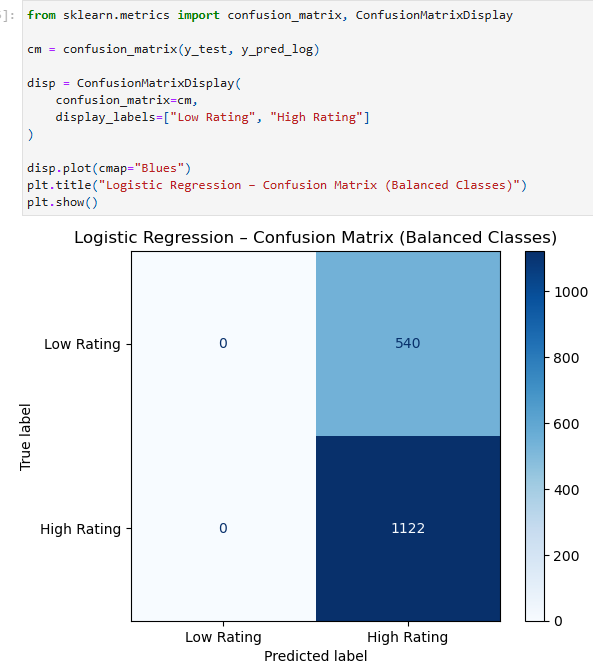 ]:
from sklearn.metrics import confusion_matrix, ConfusionMatrixDisplay
cm = confusion_matrix(y_test, y_pred_log)
disp = ConfusionMatrixDisplay(
    confusion_matrix=cm,
    display_labels=["Low Rating", "High Rating"]
)
disp.plot(cmap="Blues")
plt.title("Logistic Regression – Confusion Matrix (Balanced Classes)")
plt.show()
Logistic Regression – Confusion Matrix (Balanced Classes)
True label
Low Rating
0
540
High Rating
0
1122
Low Rating
High Rating
Predicted label
1000
800
600
400
200
0